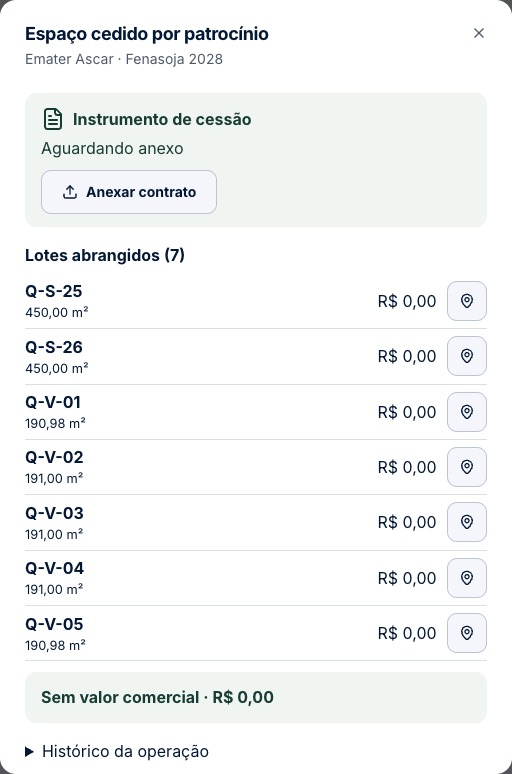 Espaço cedido por patrocínio
Emater Ascar · Fenasoja 2028
Instrumento de cessão
Aguardando anexo
Anexar contrato
Lotes abrangidos (7)
Q-S-25
R$ 0,00
450,00 m²
Q-S-26
R$ 0,00
450,00 m²
Q-V-01
R$ 0,00
190,98 m²
Q-V-02
R$ 0,00
191,00 m²
Q-V-03
R$ 0,00
191,00 m²
Q-V-04
R$ 0,00
191,00 m²
Q-V-05
R$ 0,00
190,98 m²
Sem valor comercial · R$ 0,00
Histórico da operação